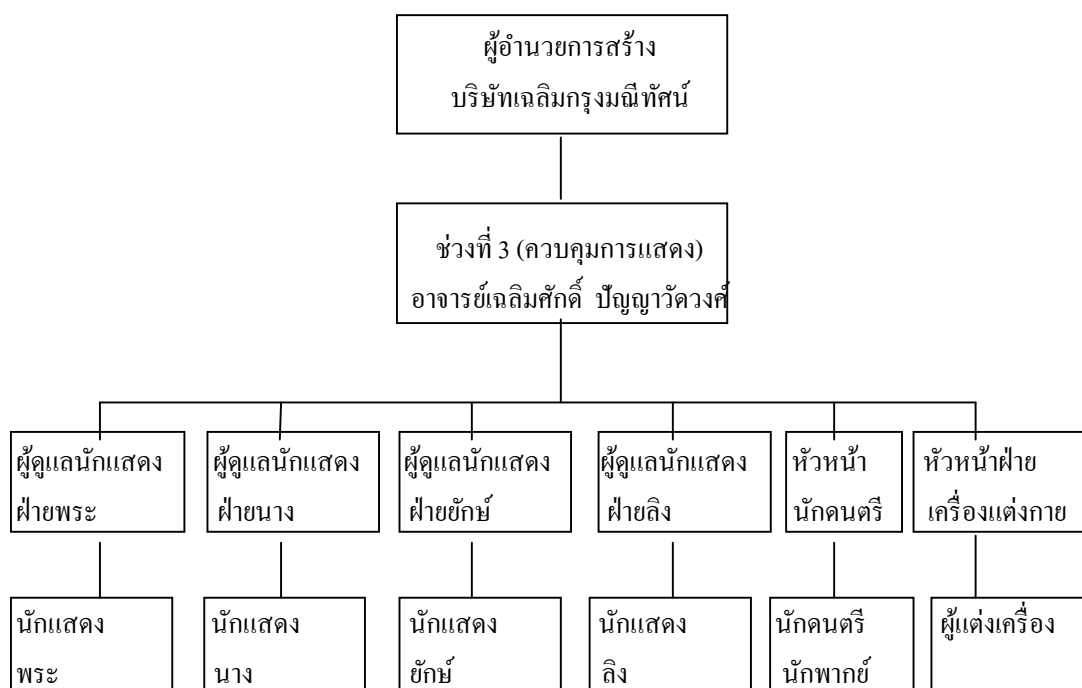 ผู้อำนวยการสร้าง
บริษัทเฉลิมกรุงมณีทัศน์
ช่วงที่ 3 (ควบคุมการแสดง)
อาจารย์เฉลิมศักดิ์ ปัญญาวัดวงศ์
ผู้ดูแลนักแสดง
ฝ่ายพระ
ผู้ดูแลนักแสดง
ฝ่ายนาง
ผู้ดูแลนักแสดง
ฝ่ายยักษ์
ผู้ดูแลนักแสดง
ฝ่ายลิง
หัวหน้า
นักดนตรี
หัวหน้าฝ่าย
เครื่องแต่งกาย
นักแสดง
พระ
นักแสดง
นาง
นักแสดง
ยักษ์
นักแสดง
ลิง
นักดนตรี
นักพากย์
ผู้แต่งเครื่อง